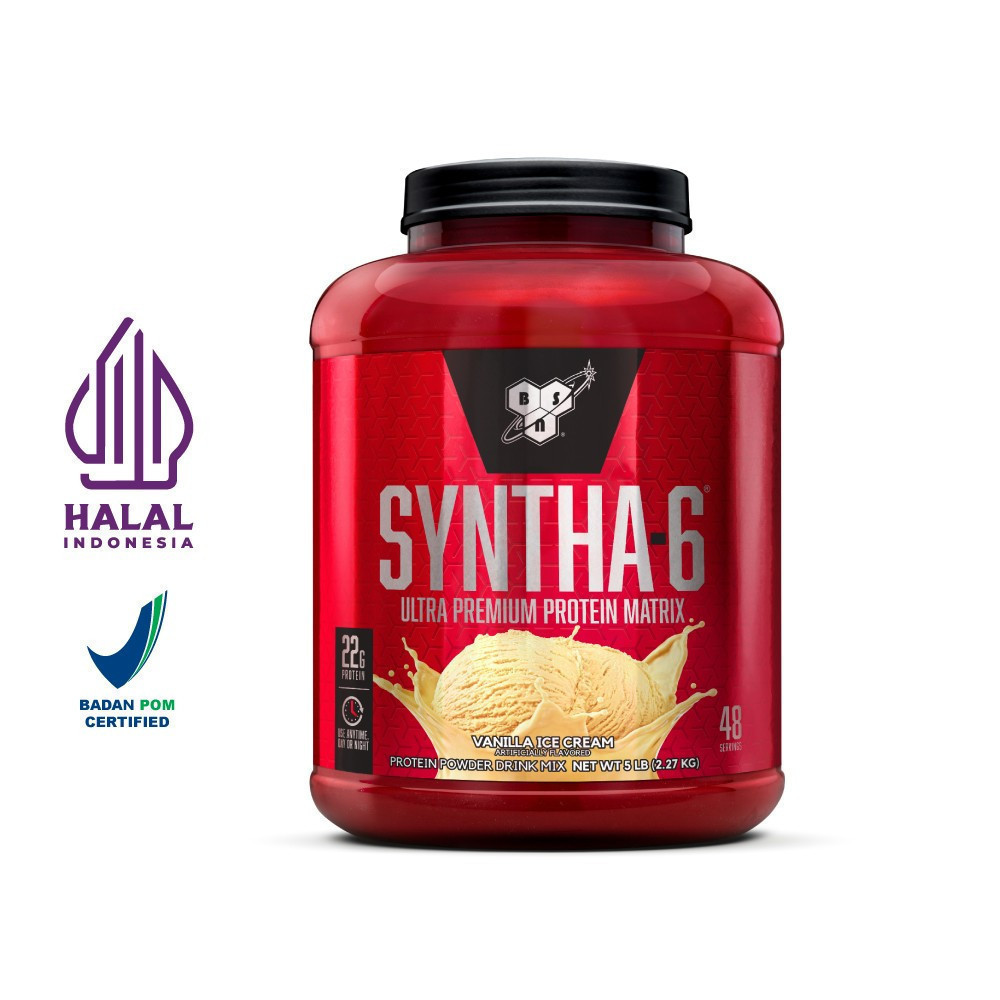 HALAL
INDONESIA
BADAN POM
CERTIFIED
BSN®
SYNTHA-6®
ULTRA PREMIUM PROTEIN MATRIX
22G
PROTEIN
USE ANYTIME,
DAY OR NIGHT
VANILLA ICE CREAM
ARTIFICIALLY FLAVORED
PROTEIN POWDER DRINK MIX NET WT 5 LB (2.27 KG)
48
SERVINGS